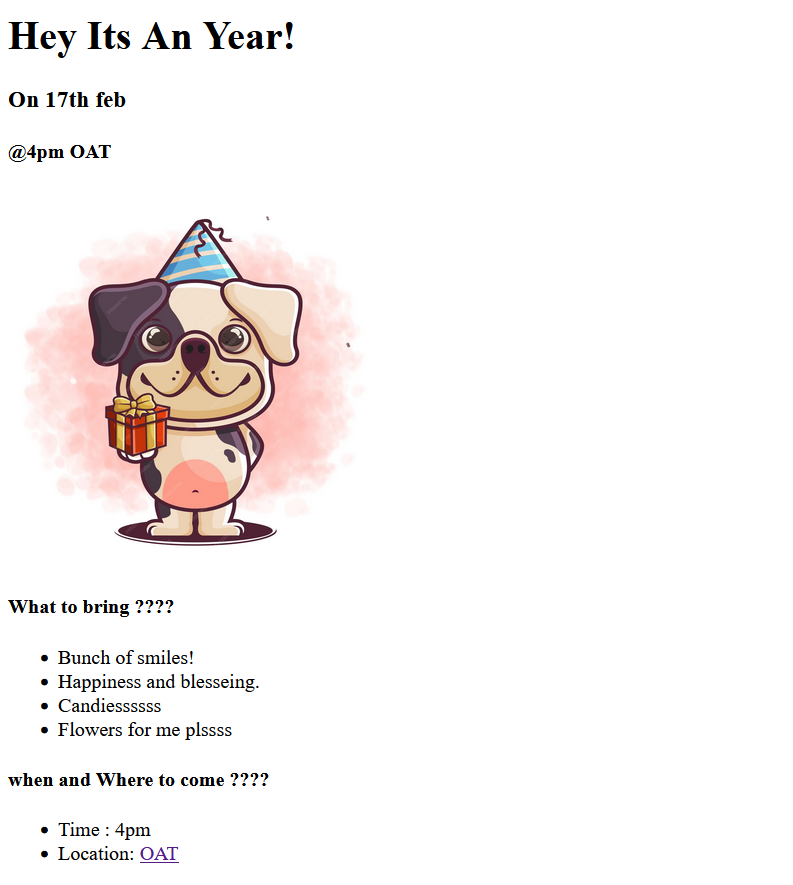 Hey Its An Year!
On 17th feb
@4pm OAT
What to bring ????
Bunch of smiles!
Happiness and blesseing.
Candiessssss
Flowers for me plssss
when and Where to come ????
Time : 4pm
Location: OAT